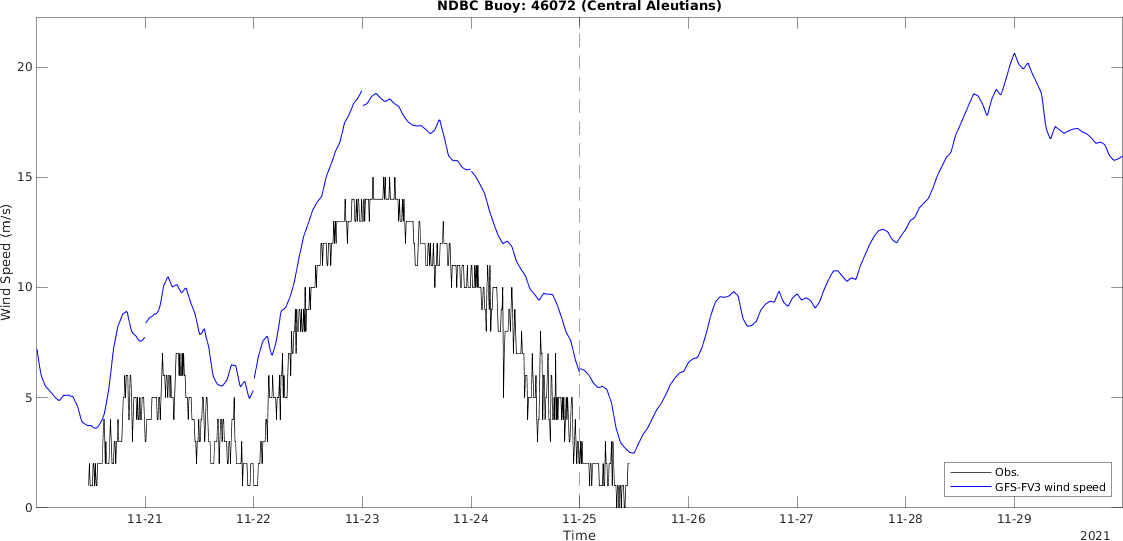 NDBC Buoy: 46072 (Central Aleutians)
Wind Speed (m/s)
20
15
10
5
0
11-21 11-22 11-23 11-24 11-25 11-26 11-27 11-28 11-29
Time
2021
Obs.
GFS-FV3 wind speed